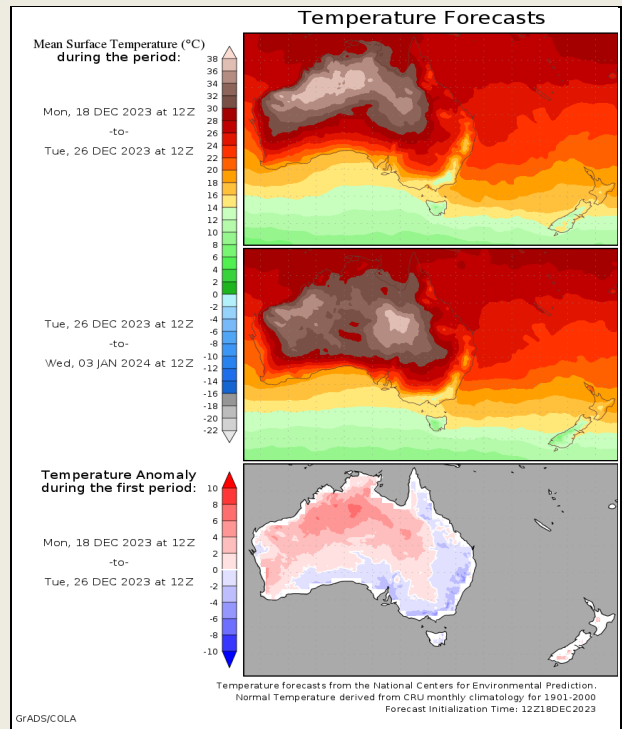 Temperature Forecasts
Mean Surface Temperature (°C)
during the period:
Mon, 18 DEC 2023 at 12Z
-to-
Tue, 26 DEC 2023 at 12Z
38
36
34
32
30
28
26
24
22
20
18
16
14
12
10
8
6
4
2
0
-2
-4
-6
-8
-10
-12
-14
-16
-18
-20
-22
Tue, 26 DEC 2023 at 12Z
-to-
Wed, 03 JAN 2024 at 12Z
Temperature Anomaly
during the first period:
Mon, 18 DEC 2023 at 12Z
-to-
Tue, 26 DEC 2023 at 12Z
10
8
6
4
2
0
-2
-4
-6
-8
-10
Temperature forecasts from the National Centers for Environmental Prediction.
Normal Temperature derived from CRU monthly climatology for 1901-2000
Forecast Initialization Time: 12Z18DEC2023
GrADS/COLA